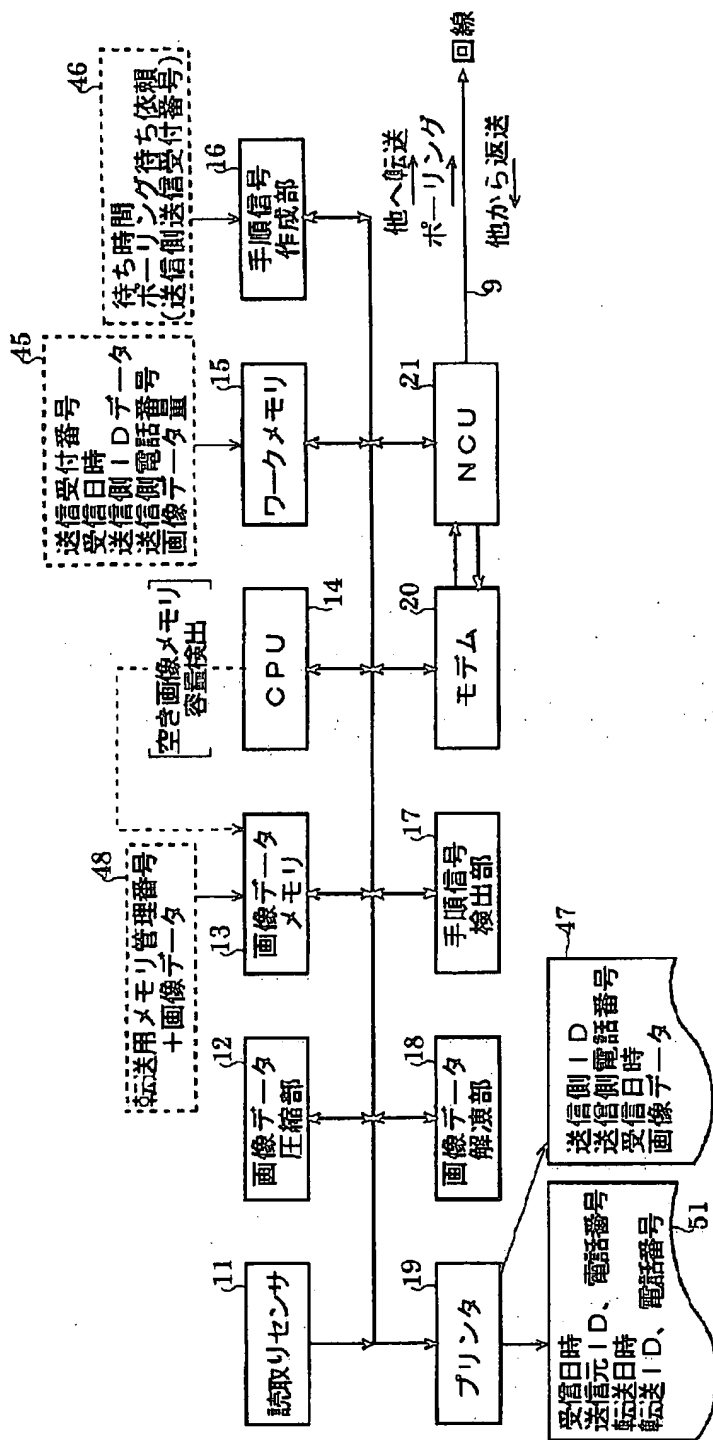 46
待ち時間
ポーリング待ち依頼
(送信側送信受付番号)
16
手順信号
作成部
45
送信受付番号
受信日時
送信側IDデータ
送信側電話番号
画像データ量
15
ワークメモリ
[空き画像メモリ
容量検出]
14
CPU
48
転送用メモリ管理番号
+画像データ
13
画像データ
メモリ
12
画像データ
圧縮部
11
読取りセンサ
他へ転送
ポーリング
回線
他から返送
9
21
NCU
20
モデム
17
手順信号
検出部
18
画像データ
解凍部
19
プリンタ
47
送信側ID
送信側電話番号
受信日時
画像データ
51
受信日時
送信元ID、電話番号
転送日時
転送ID、電話番号